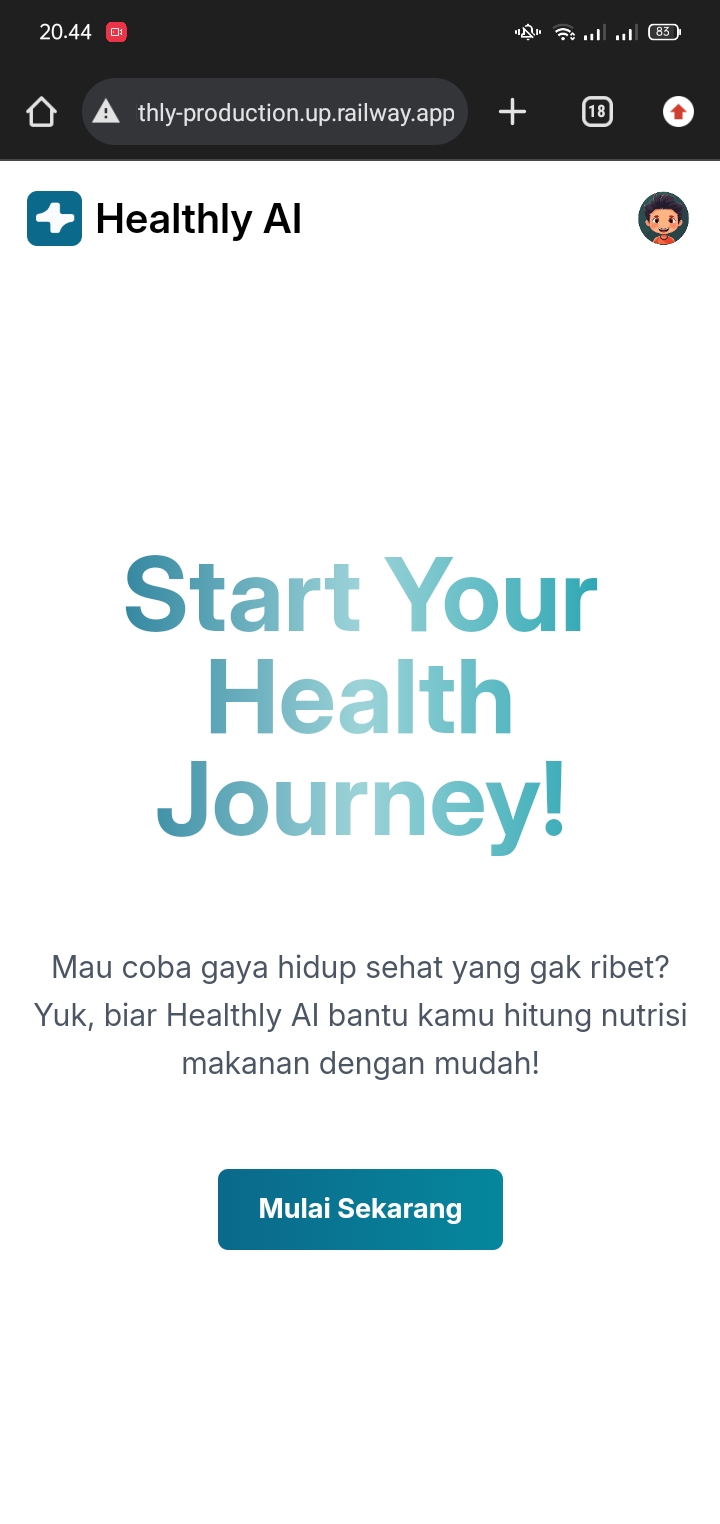 20.44
83
thly-production.up.railway.app
18
Healthly AI
Start Your
Health
Journey!
Mau coba gaya hidup sehat yang gak ribet?
Yuk, biar Healthly AI bantu kamu hitung nutrisi
makanan dengan mudah!
Mulai Sekarang